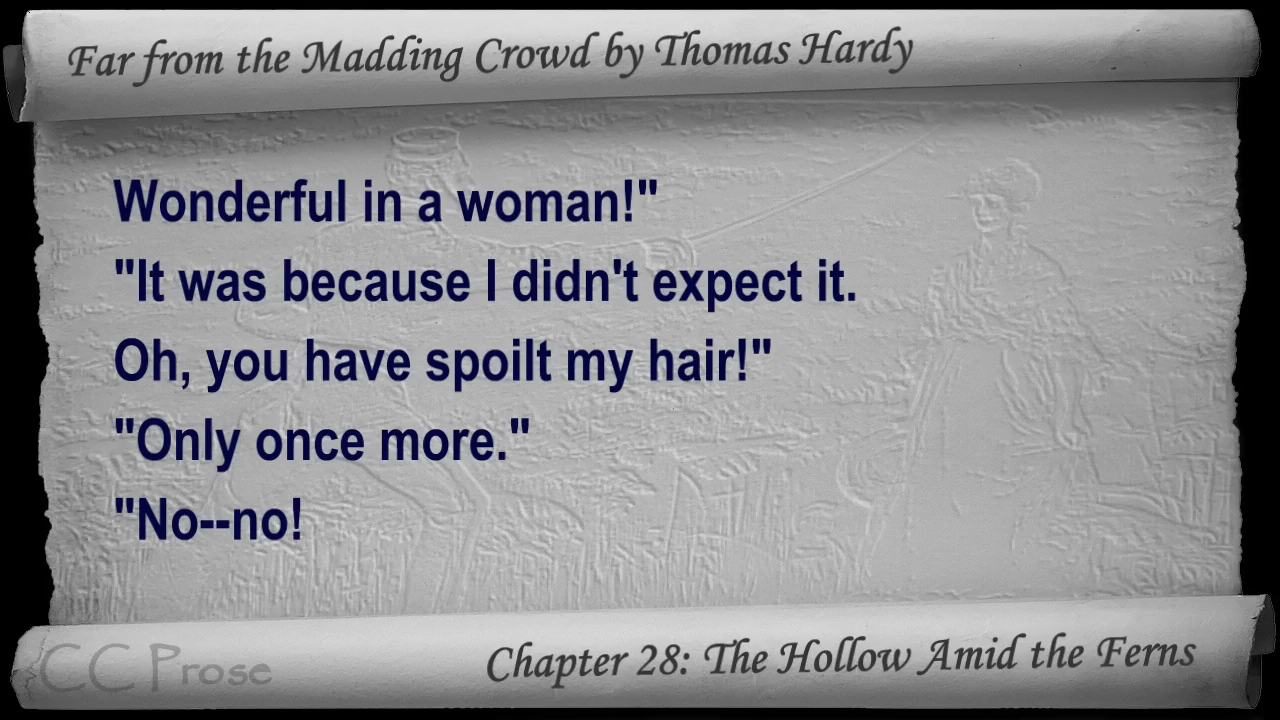 Far from the Madding Crowd by Thomas Hardy
Wonderful in a woman!"
"It was because I didn't expect it.
Oh, you have spoilt my hair!"
"Only once more."
"No--no!
CC Prose
Chapter 28: The Hollow Amid the Ferns